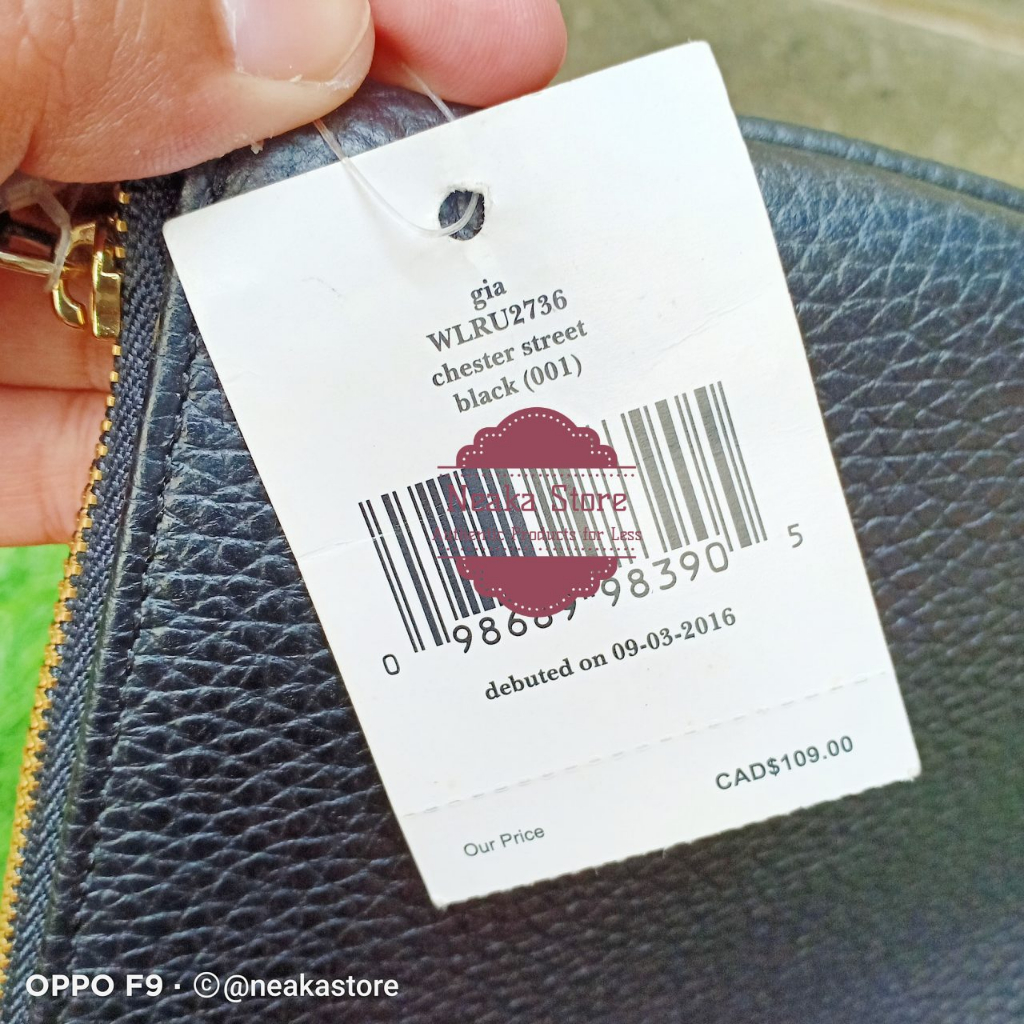 gia
WLRU2736
chester street
black (001)
Neaka Store
Authentic Products for Less
0 98689 98390 5
debuted on 09-03-2016
CAD$109.00
Our Price
OPPO F9 · ©@neakastore